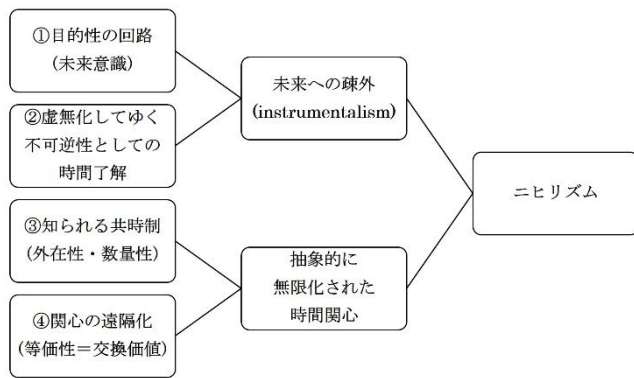 ①目的性の回路
(未来意識)
②虚無化してゆく
不可逆性としての
時間了解
③知られる共時制
(外在性・数量性)
④関心の遠隔化
(等価性＝交換価値)
未来への疎外
(instrumentalism)
抽象的に
無限化された
時間関心
ニヒリズム